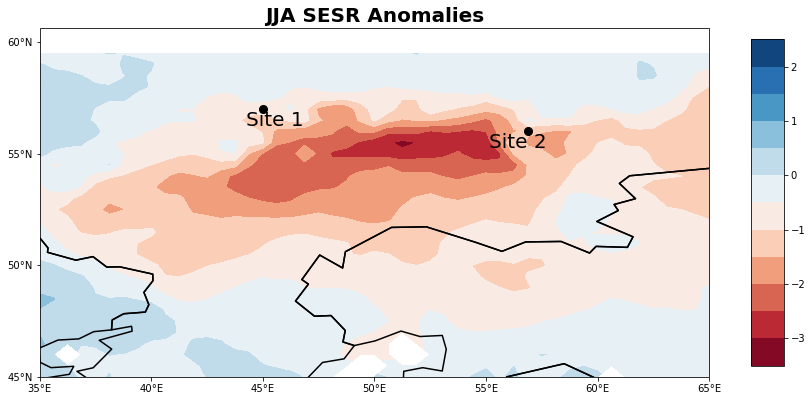 JJA SESR Anomalies
60°N
55°N
50°N
45°N
35°E
40°E
45°E
50°E
55°E
60°E
65°E
Site 1
Site 2
2
1
0
−1
−2
−3